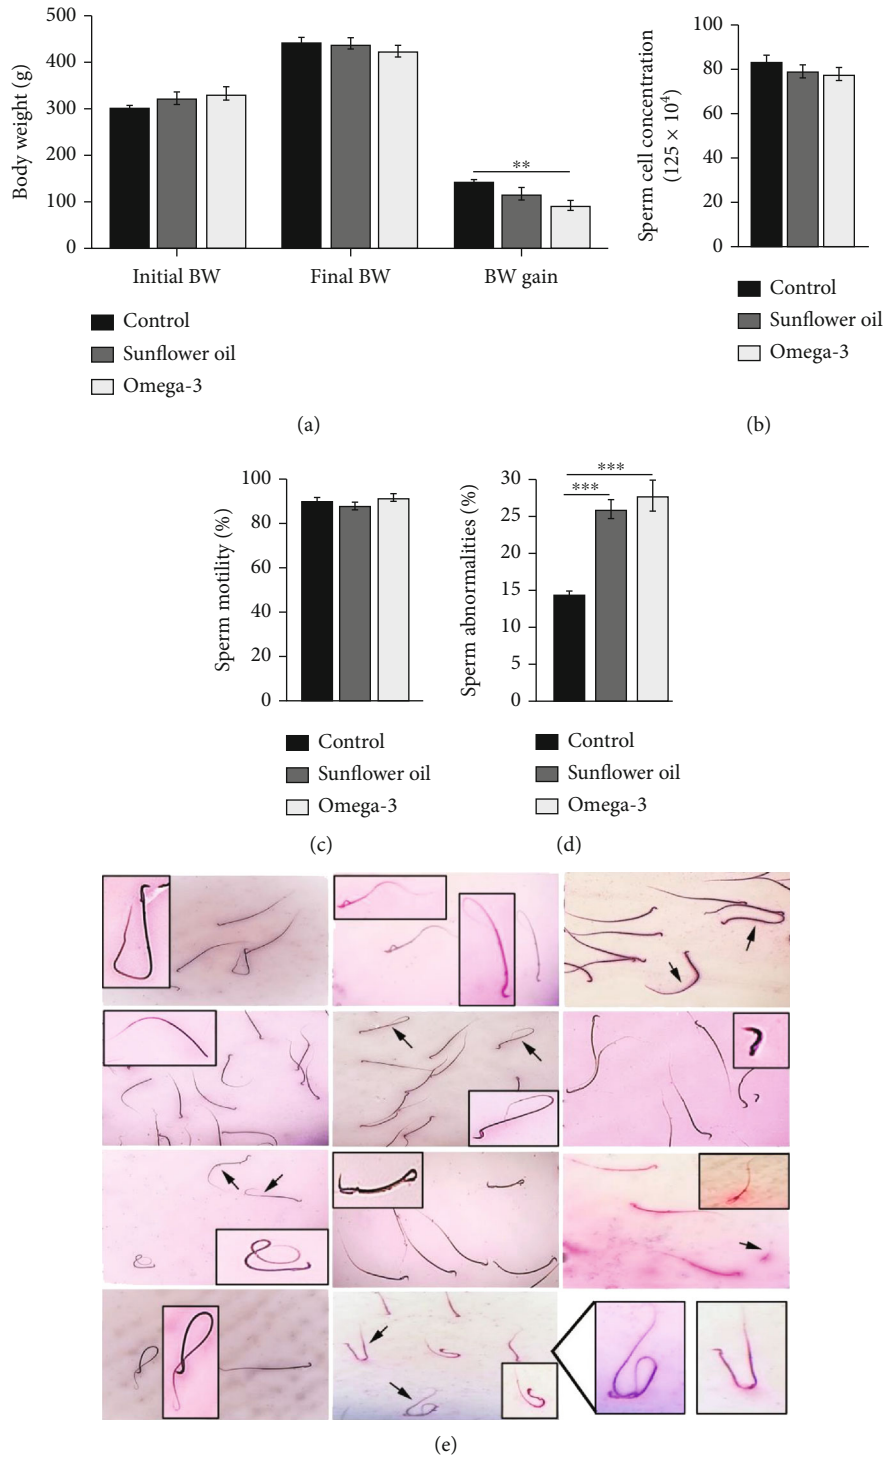 500
400
300
200
100
0
Body weight (g)
**
Initial BW
Final BW
BW gain
Control
Sunflower oil
Omega-3
(a)
100
80
60
40
20
0
Sperm cell concentration
(125 × 10⁴)
Control
Sunflower oil
Omega-3
(b)
100
80
60
40
20
0
Sperm motility (%)
Control
Sunflower oil
Omega-3
(c)
30
25
20
15
10
5
0
Sperm abnormalities (%)
***
***
Control
Sunflower oil
Omega-3
(d)
(e)